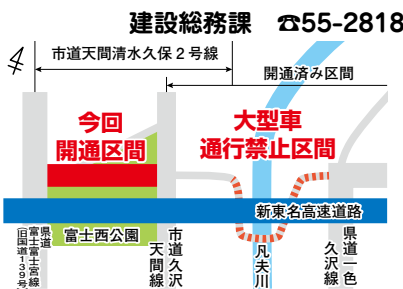 建設総務課　☎55-2818
市道天間清水久保２号線
開通済み区間
今回
開通区間
大型車
通行禁止区間
新東名高速道路
富士西公園
県道
富士富士宮線
(旧国道139号)
市道久沢
天間線
凡夫川
県道一色
久沢線